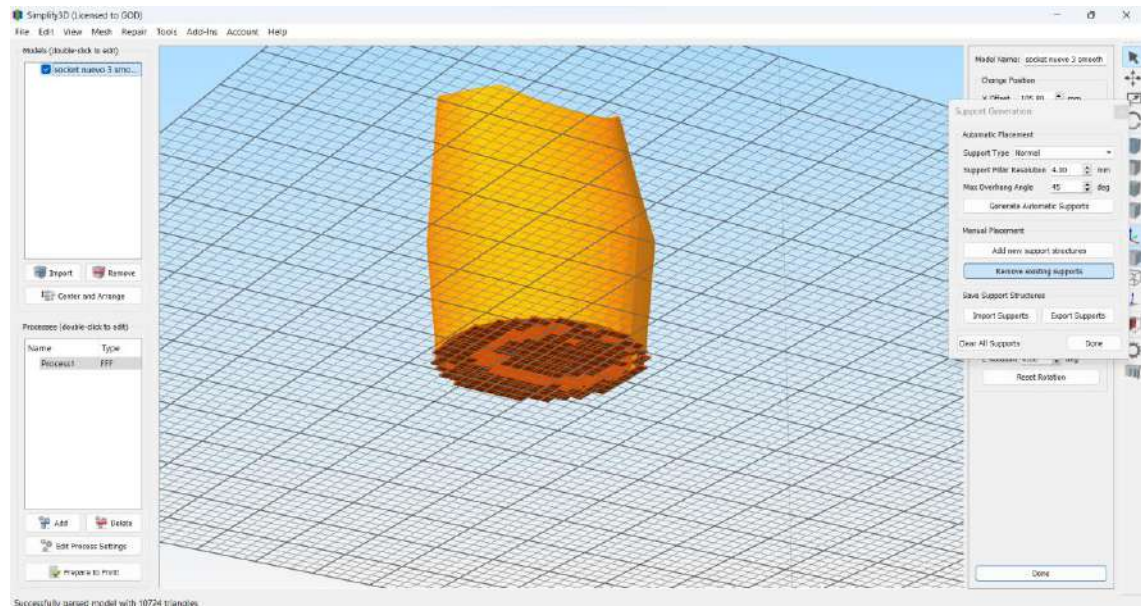 Simplify3D (Licensed to GOD)
File Edit View Mesh Repair Tools Add-Ins Account Help
Models (double-click to edit)
socket nuevo 3 smo...
Import Remove
Center and Arrange
Processes (double-click to edit)
Name Type
Process1 FFF
Add Delete
Edit Process Settings
Prepare to Print!
Successfully parsed model with 10724 triangles
Model Name: socket nuevo 3 smooth
Change Position
X Offset mm
Support Generation
Automatic Placement
Support Type Normal
Support Pillar Resolution 4.00 mm
Max Overhang Angle 45 deg
Generate Automatic Supports
Manual Placement
Add new support structures
Remove existing supports
Save Support Structures
Import Supports Export Supports
Clear All Supports Done
deg
Reset Rotation
Done